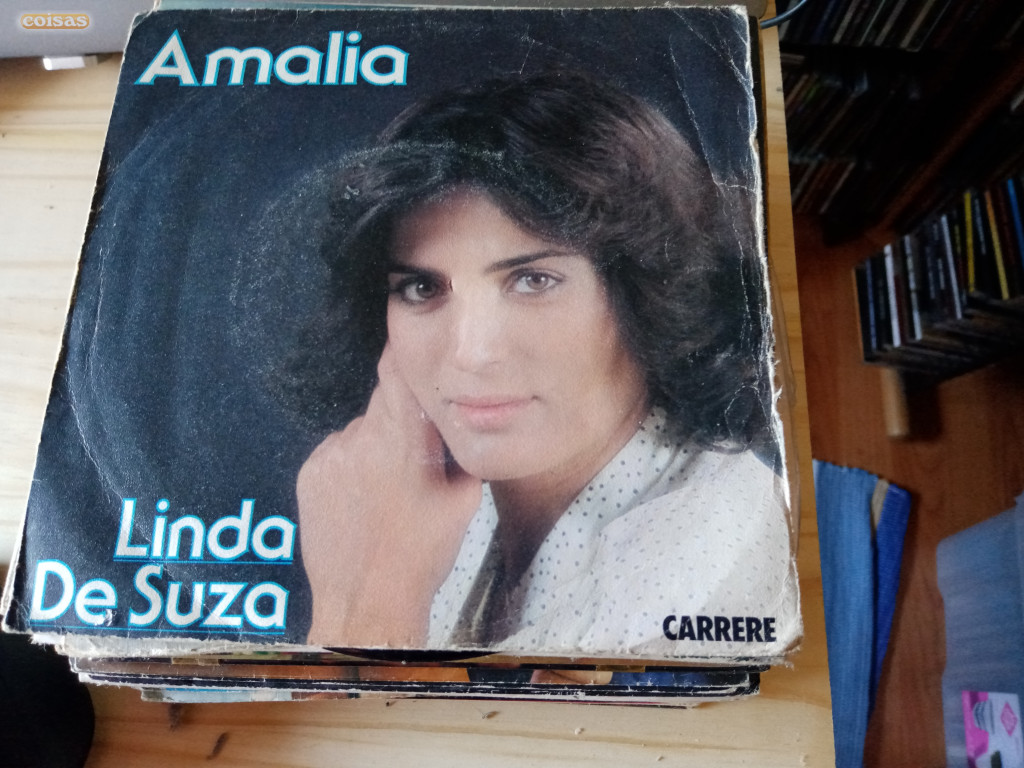 coisas
Amalia
Linda
De Suza
CARRERE